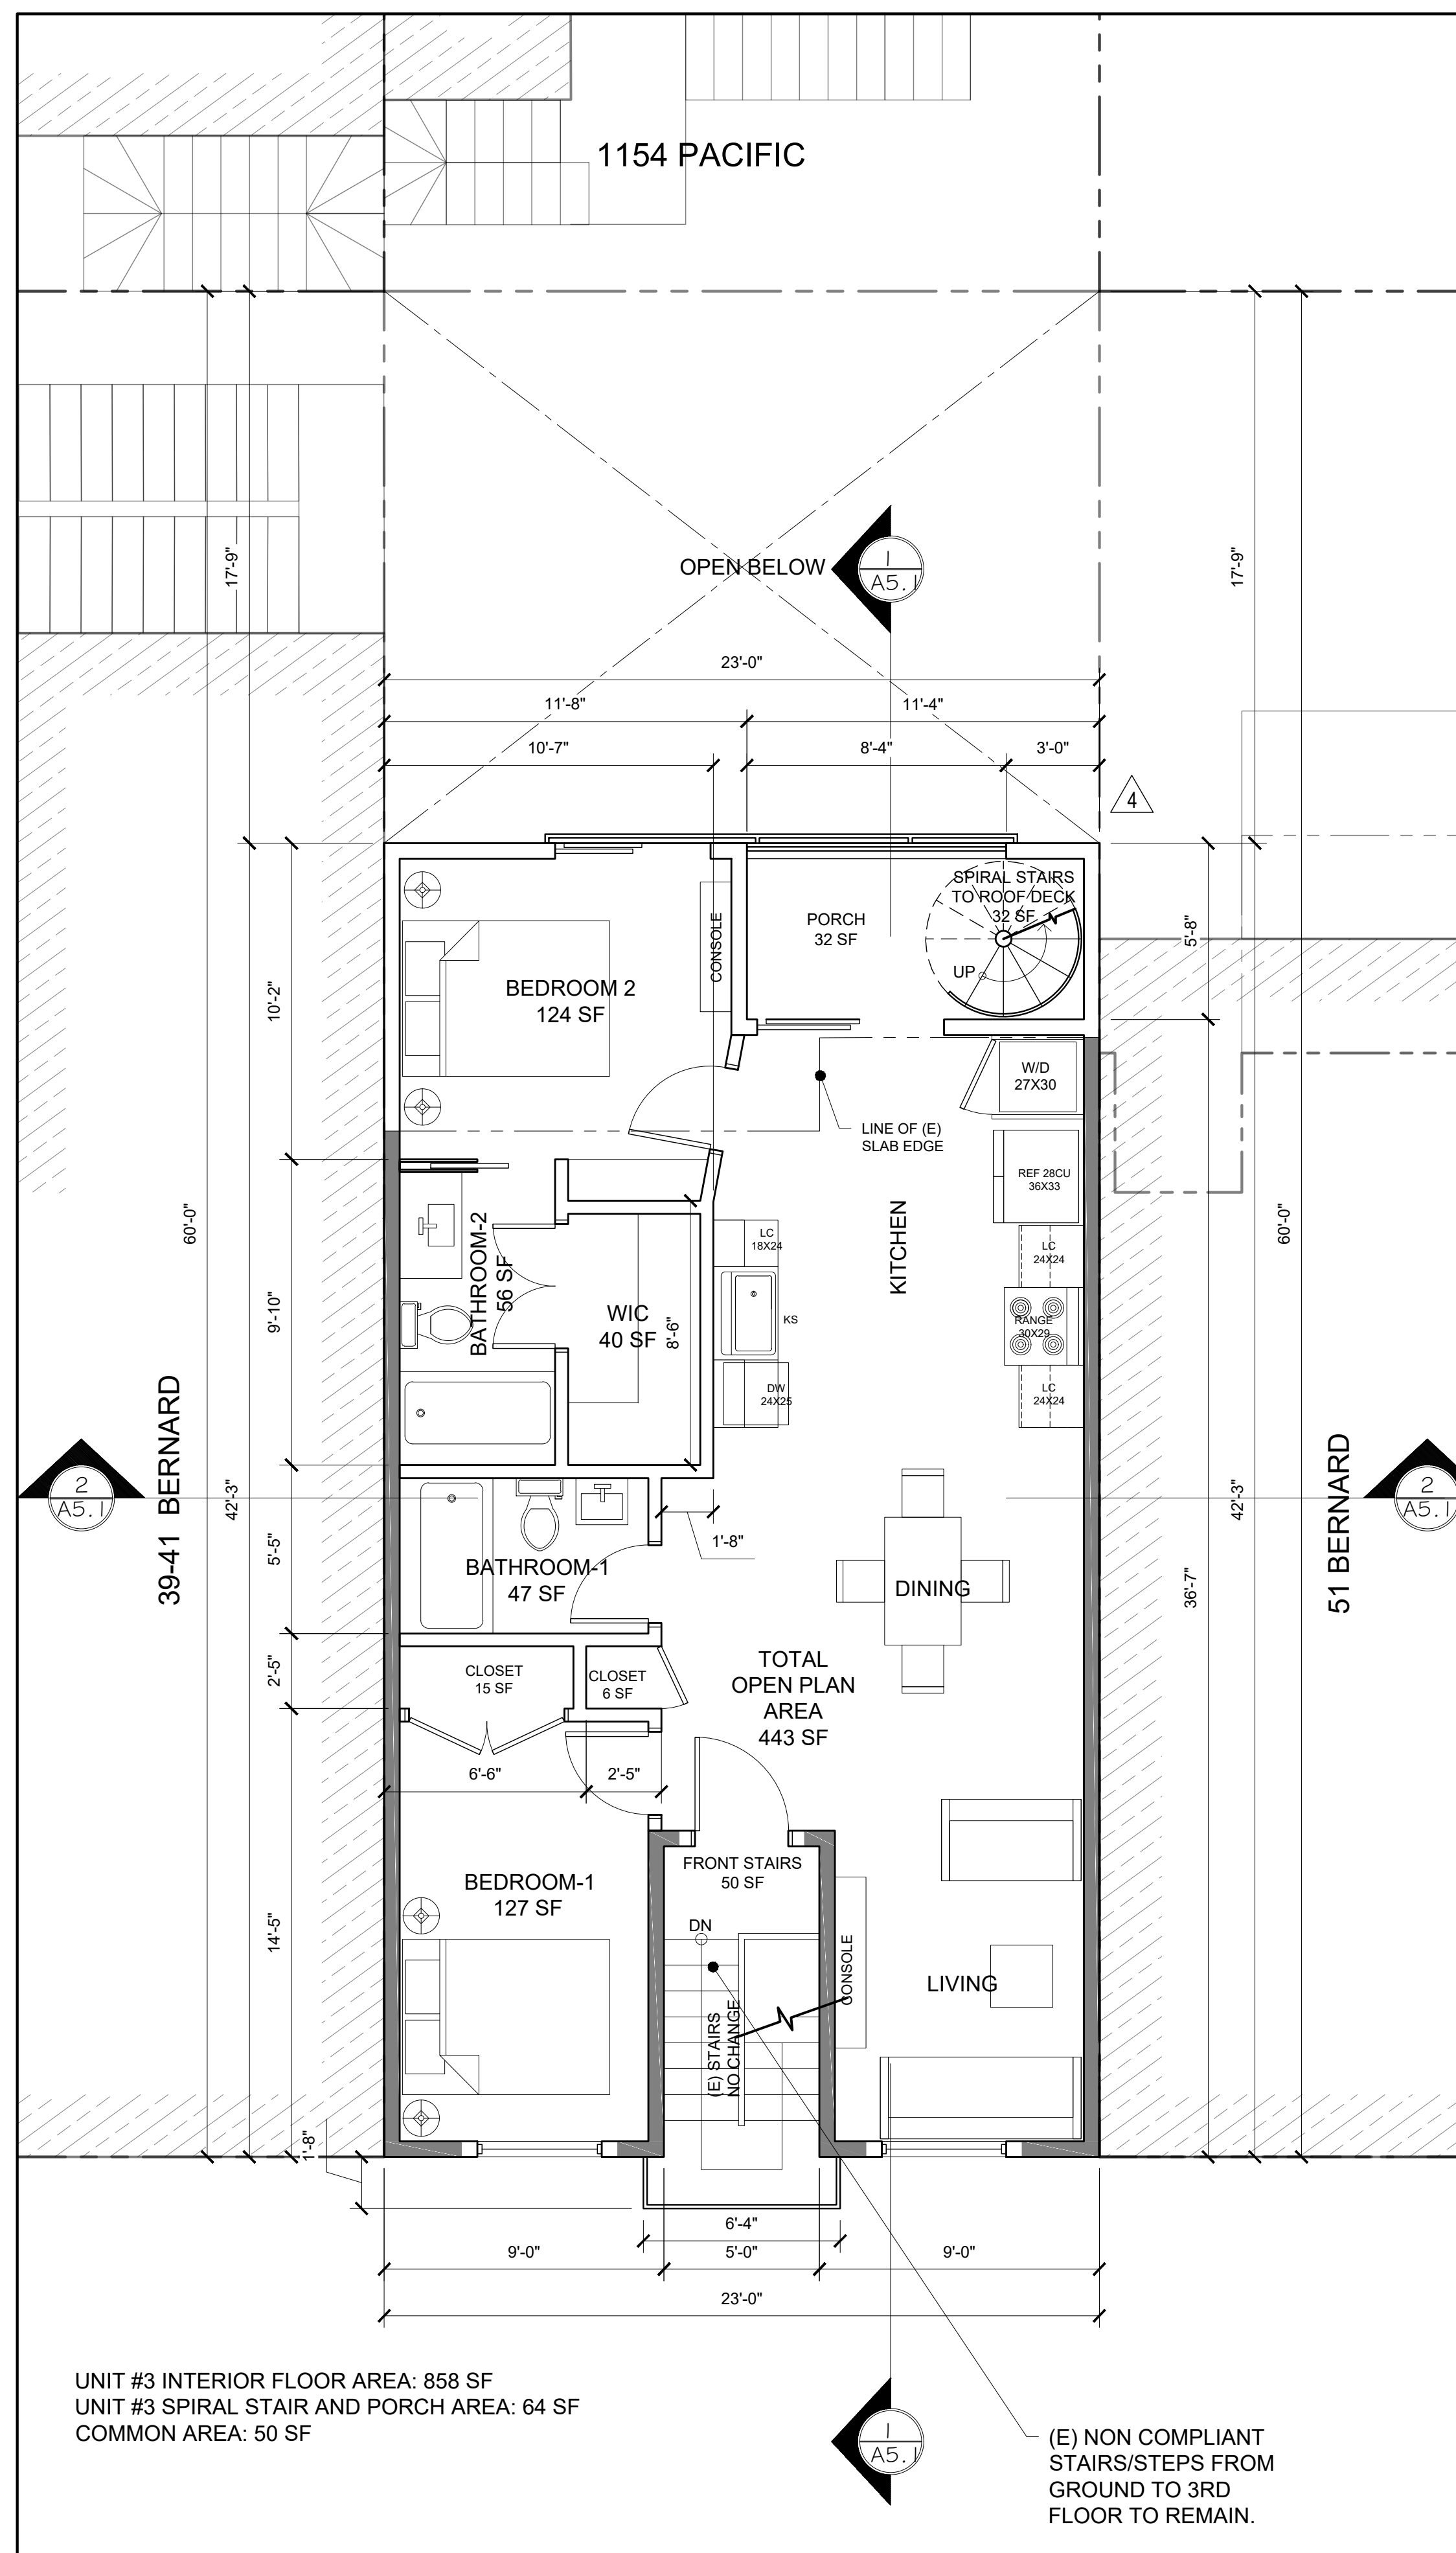 1154 PACIFIC
17'-9"
17'-9"
OPEN BELOW
1
A5.1
23'-0"
11'-8"
11'-4"
10'-7"
8'-4"
3'-0"
4
SPIRAL STAIRS
TO ROOF DECK
32 SF
PORCH
32 SF
UP
5'-8"
CONSOLE
BEDROOM 2
124 SF
10'-2"
W/D
27X30
LINE OF (E)
SLAB EDGE
REF 28CU
36X33
60'-0"
60'-0"
KITCHEN
LC
18X24
LC
24X24
BATHROOM-2
56 SF
WIC
40 SF
8'-6"
9'-10"
KS
RANGE
30X29
DW
24X25
LC
24X24
39-41 BERNARD
51 BERNARD
2
A5.1
2
A5.1
42'-3"
42'-3"
5'-5"
1'-8"
BATHROOM-1
47 SF
DINING
36'-7"
2'-5"
CLOSET
15 SF
CLOSET
6 SF
TOTAL
OPEN PLAN
AREA
443 SF
6'-6"
2'-5"
FRONT STAIRS
50 SF
BEDROOM-1
127 SF
14'-5"
DN
CONSOLE
LIVING
(E) STAIRS
NO CHANGE
1'-8"
6'-4"
9'-0"
5'-0"
9'-0"
23'-0"
UNIT #3 INTERIOR FLOOR AREA: 858 SF
UNIT #3 SPIRAL STAIR AND PORCH AREA: 64 SF
COMMON AREA: 50 SF
1
A5.1
(E) NON COMPLIANT
STAIRS/STEPS FROM
GROUND TO 3RD
FLOOR TO REMAIN.